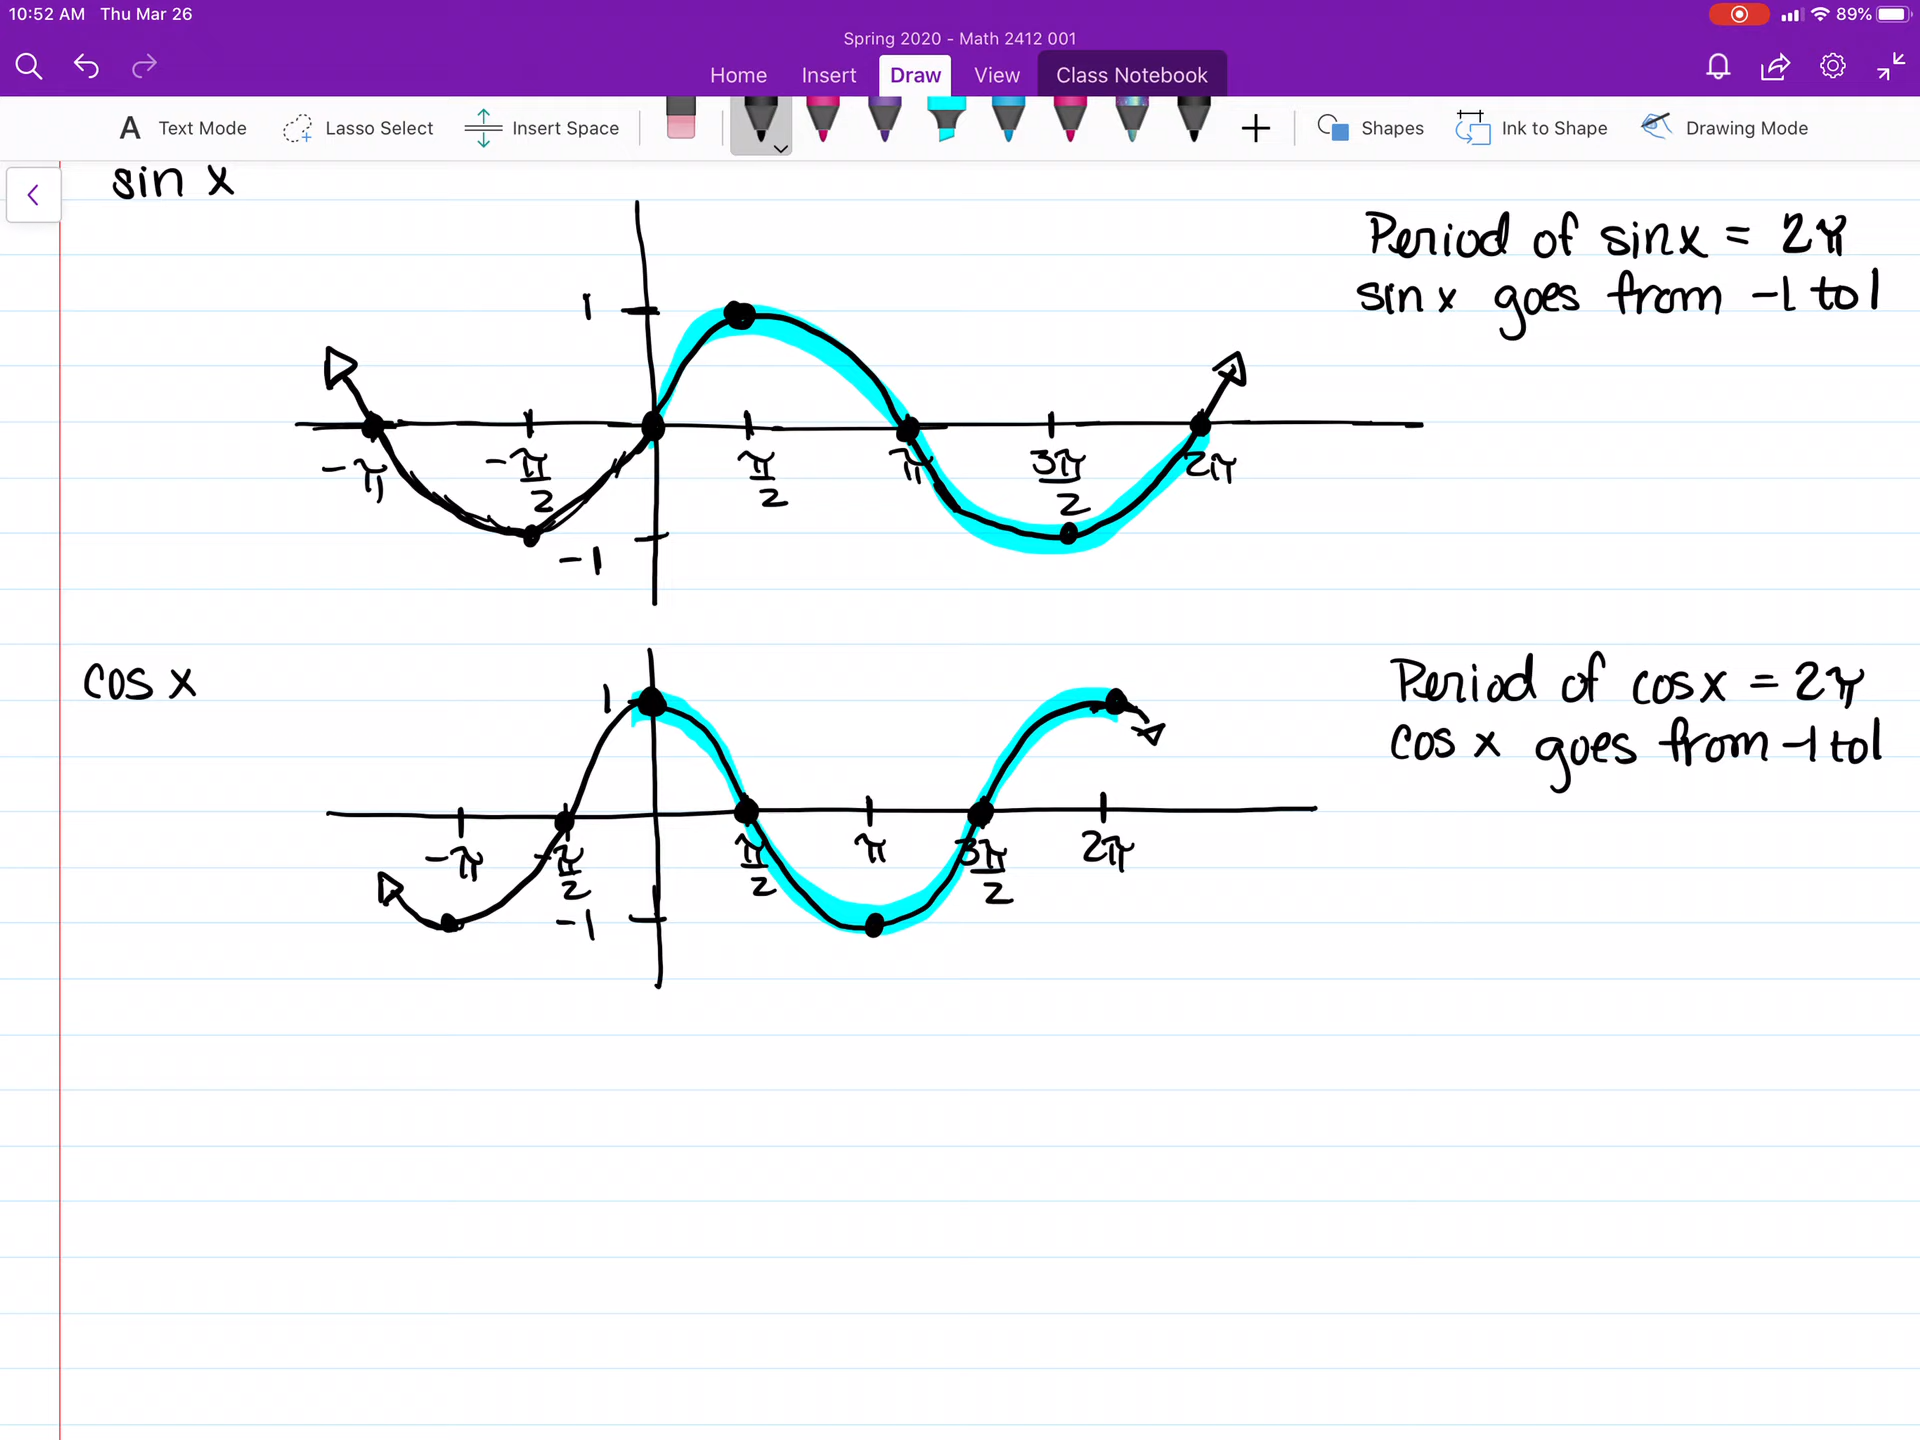 10:52 AM Thu Mar 26
89%
Spring 2020 - Math 2412 001
Home Insert Draw View Class Notebook
A Text Mode Lasso Select Insert Space Shapes Ink to Shape Drawing Mode
sin x
Period of sin x = 2π
sin x goes from -1 to 1
1
-π -π/2 π/2 π 3π/2 2π
-1
cos x
Period of cos x = 2π
cos x goes from -1 to 1
1
-π -π/2 π/2 π 3π/2 2π
-1